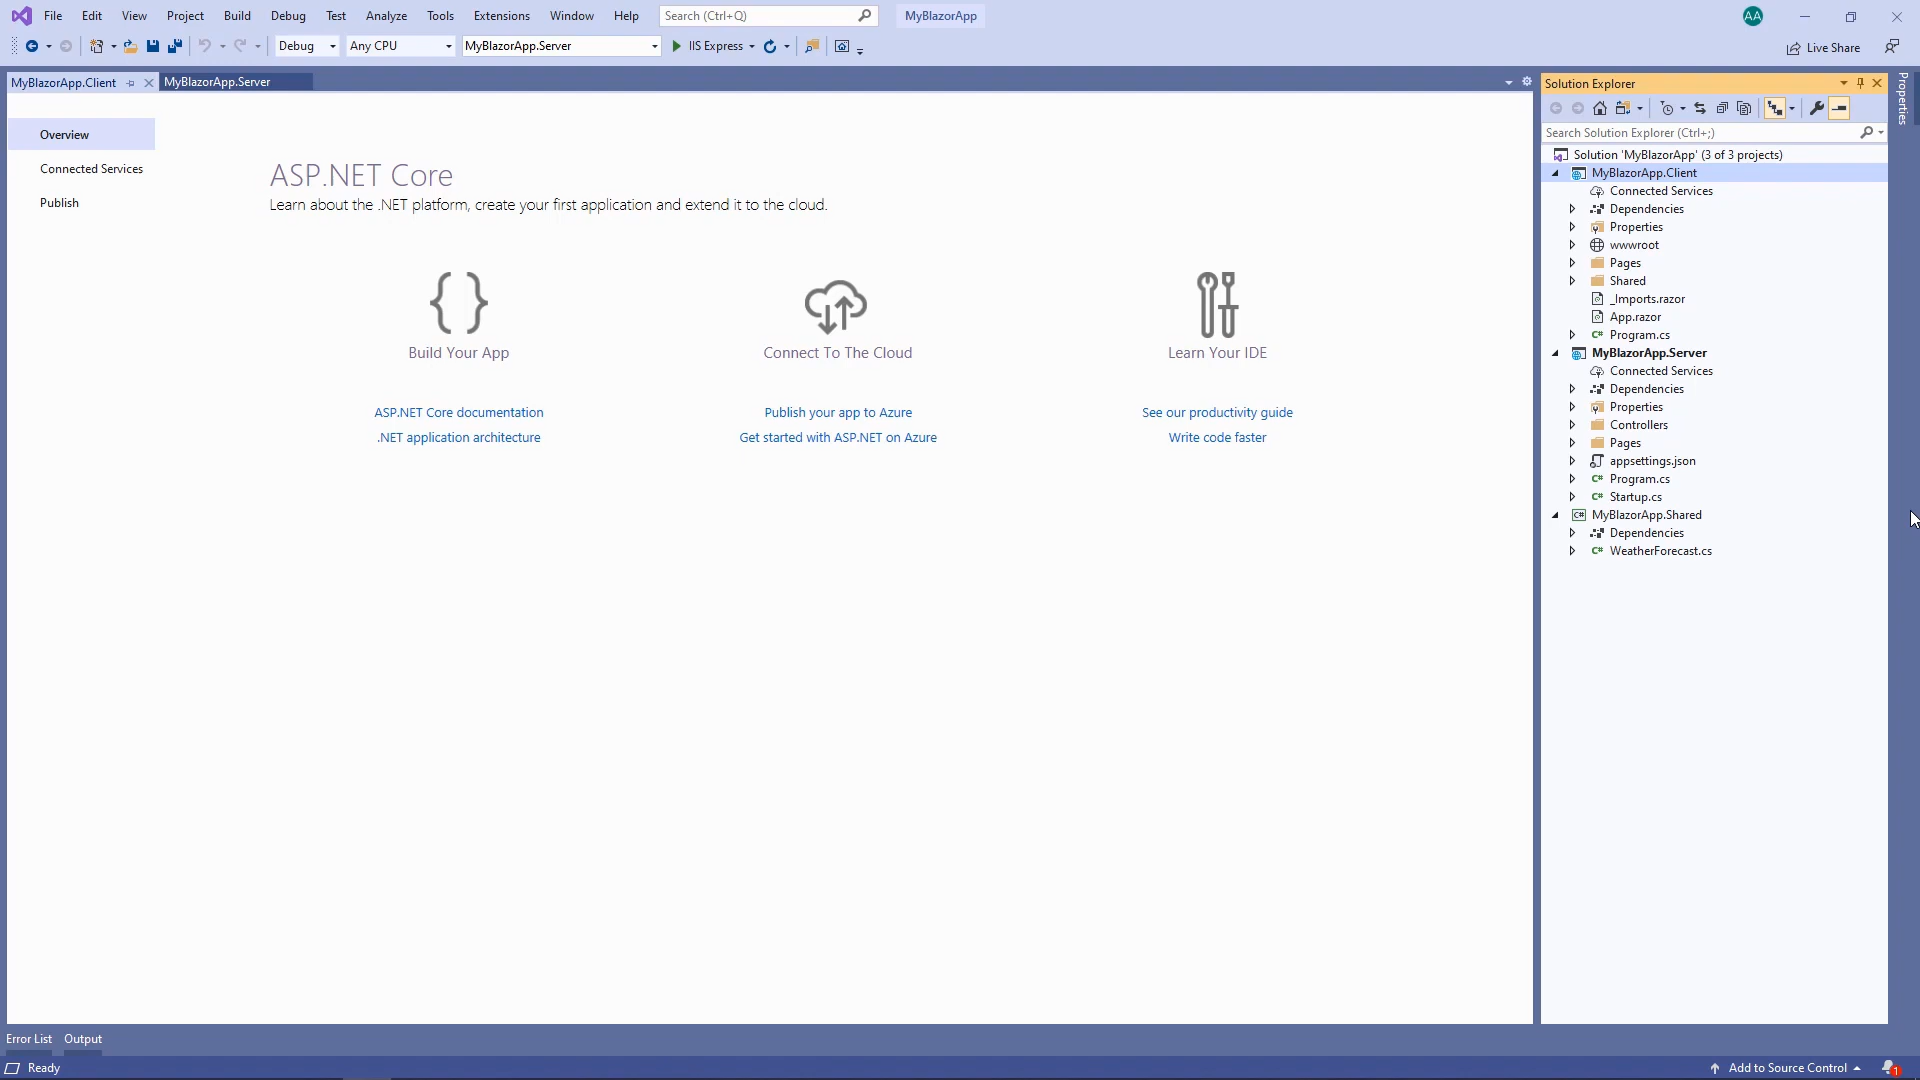 File Edit View Project Build Debug Test Analyze Tools Extensions Window Help Search (Ctrl+Q) MyBlazorApp AA
Debug Any CPU MyBlazorApp.Server IIS Express Live Share
MyBlazorApp.Client MyBlazorApp.Server
Overview
Connected Services
Publish
ASP.NET Core
Learn about the .NET platform, create your first application and extend it to the cloud.
Build Your App
ASP.NET Core documentation
.NET application architecture
Connect To The Cloud
Publish your app to Azure
Get started with ASP.NET on Azure
Learn Your IDE
See our productivity guide
Write code faster
Solution Explorer
Search Solution Explorer (Ctrl+;)
Solution 'MyBlazorApp' (3 of 3 projects)
MyBlazorApp.Client
Connected Services
Dependencies
Properties
wwwroot
Pages
Shared
_Imports.razor
App.razor
C# Program.cs
MyBlazorApp.Server
Connected Services
Dependencies
Properties
Controllers
Pages
appsettings.json
C# Program.cs
C# Startup.cs
C# MyBlazorApp.Shared
Dependencies
C# WeatherForecast.cs
Properties
Error List Output
Ready Add to Source Control 1